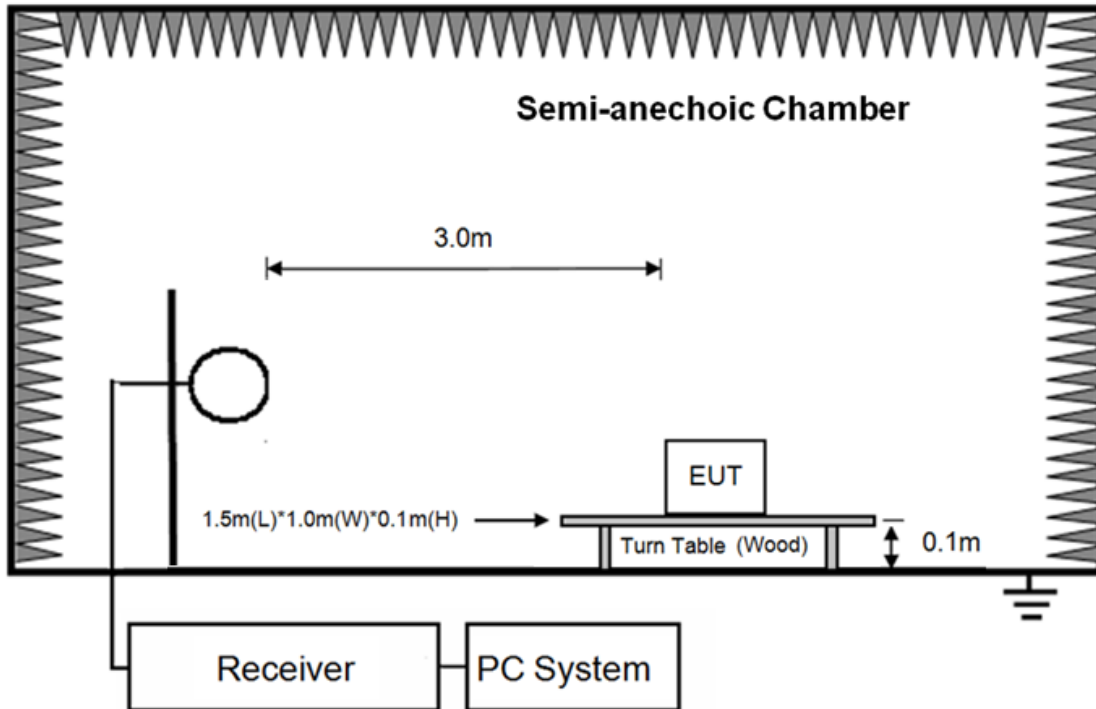 Semi-anechoic Chamber
3.0m
EUT
1.5m(L)*1.0m(W)*0.1m(H)
Turn Table (Wood)
0.1m
Receiver
PC System